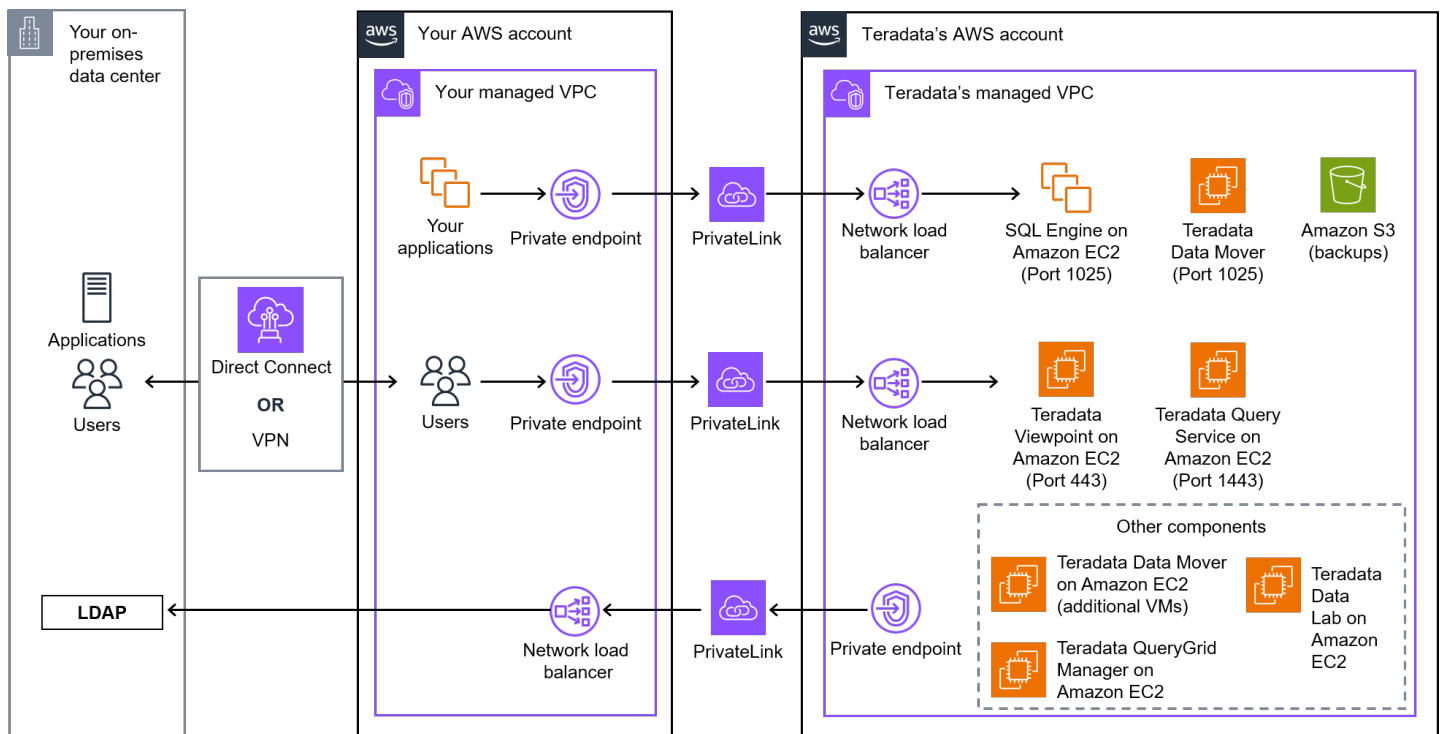 Your on-
premises
data center
Applications
Users
LDAP
Direct Connect
OR
VPN
aws
Your AWS account
Your managed VPC
Your
applications
Private endpoint
Users
Private endpoint
Network load
balancer
PrivateLink
PrivateLink
PrivateLink
aws
Teradata's AWS account
Teradata's managed VPC
Network load
balancer
SQL Engine on
Amazon EC2
(Port 1025)
Teradata
Data Mover
(Port 1025)
Amazon S3
(backups)
Network load
balancer
Teradata
Viewpoint on
Amazon EC2
(Port 443)
Teradata Query
Service on
Amazon EC2
(Port 1443)
Private endpoint
Other components
Teradata Data Mover
on Amazon EC2
(additional VMs)
Teradata QueryGrid
Manager on
Amazon EC2
Teradata
Data
Lab on
Amazon
EC2